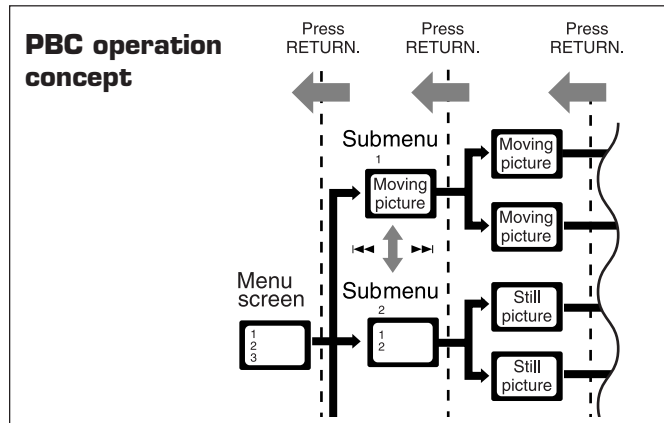 PBC operation
concept
Press
RETURN.
Press
RETURN.
Press
RETURN.
Submenu
1
Moving
picture
Moving
picture
Moving
picture
Menu
screen
1
2
3
Submenu
2
1
2
Still
picture
Still
picture